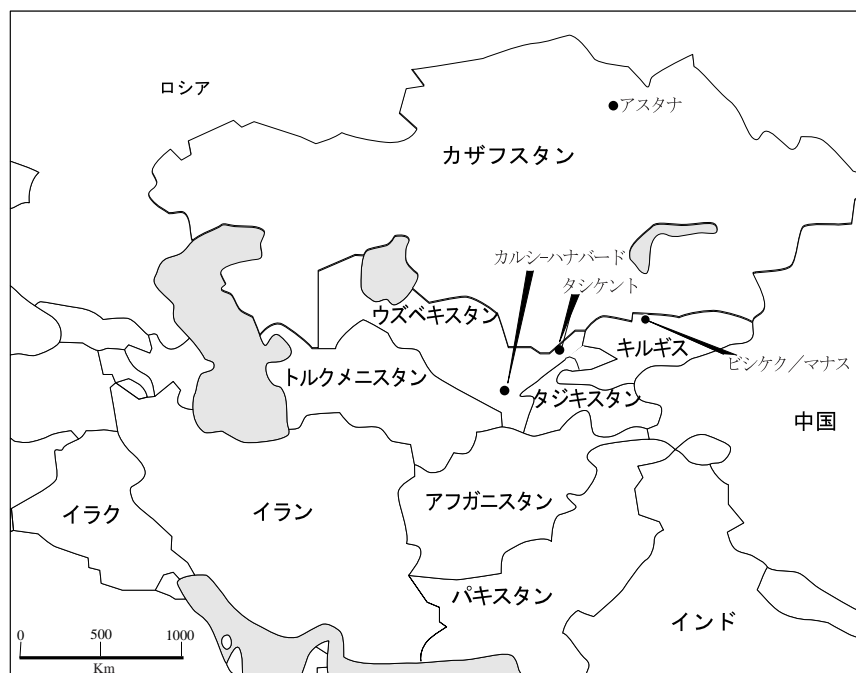 ロシア
アスタナ
カザフスタン
カルシ－ハナバード
タシケント
ウズベキスタン
キルギス
トルクメニスタン
ビシケク／マナス
タジキスタン
中国
イラク
イラン
アフガニスタン
パキスタン
インド
0 500 1000
Km